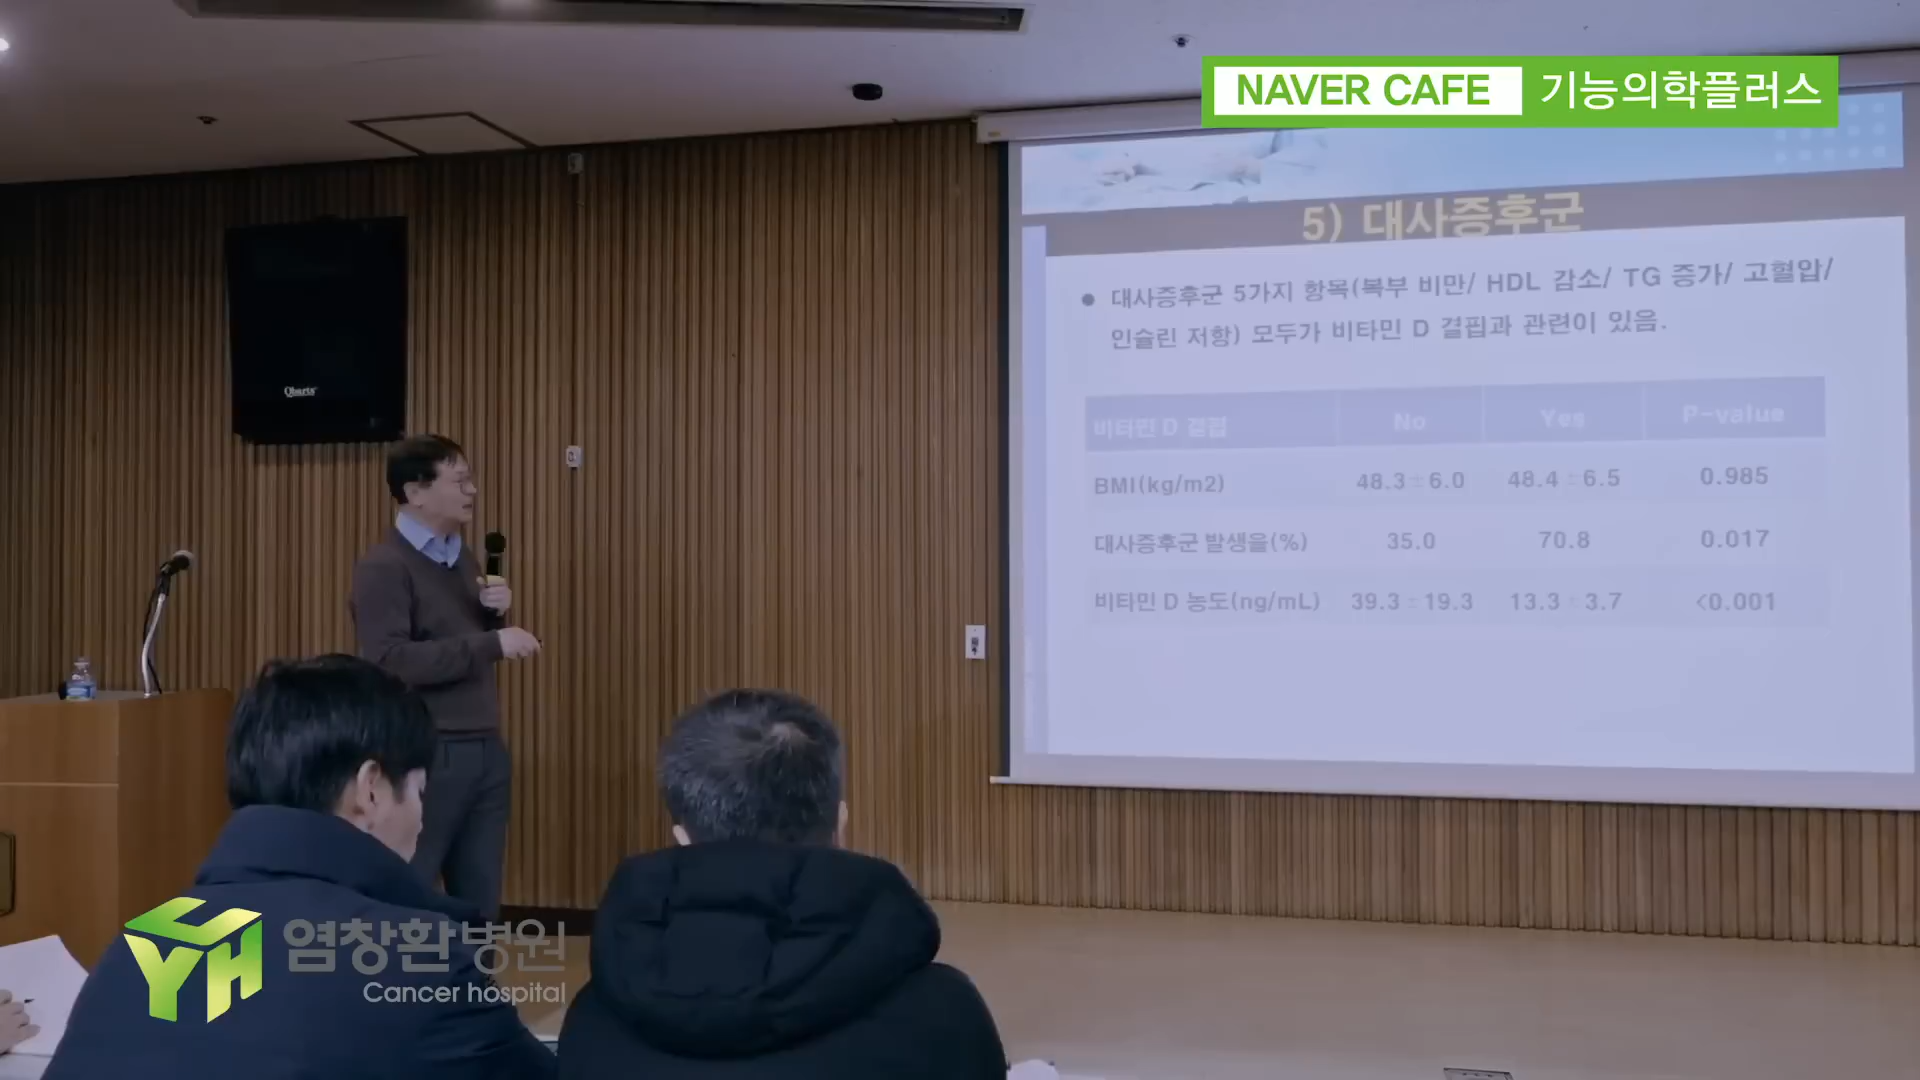 NAVER CAFE 기능의학플러스
5) 대사증후군
● 대사증후군 5가지 항목(복부 비만/ HDL 감소/ TG 증가/ 고혈압/
인슐린 저항) 모두가 비타민 D 결핍과 관련이 있음.
비타민 D 결핍 No Yes P-value
BMI(kg/m2) 48.3±6.0 48.4±6.5 0.985
대사증후군 발생율(%) 35.0 70.8 0.017
비타민 D 농도(ng/mL) 39.3±19.3 13.3±3.7 <0.001
Qbarts
CYH 염창환병원
Cancer hospital